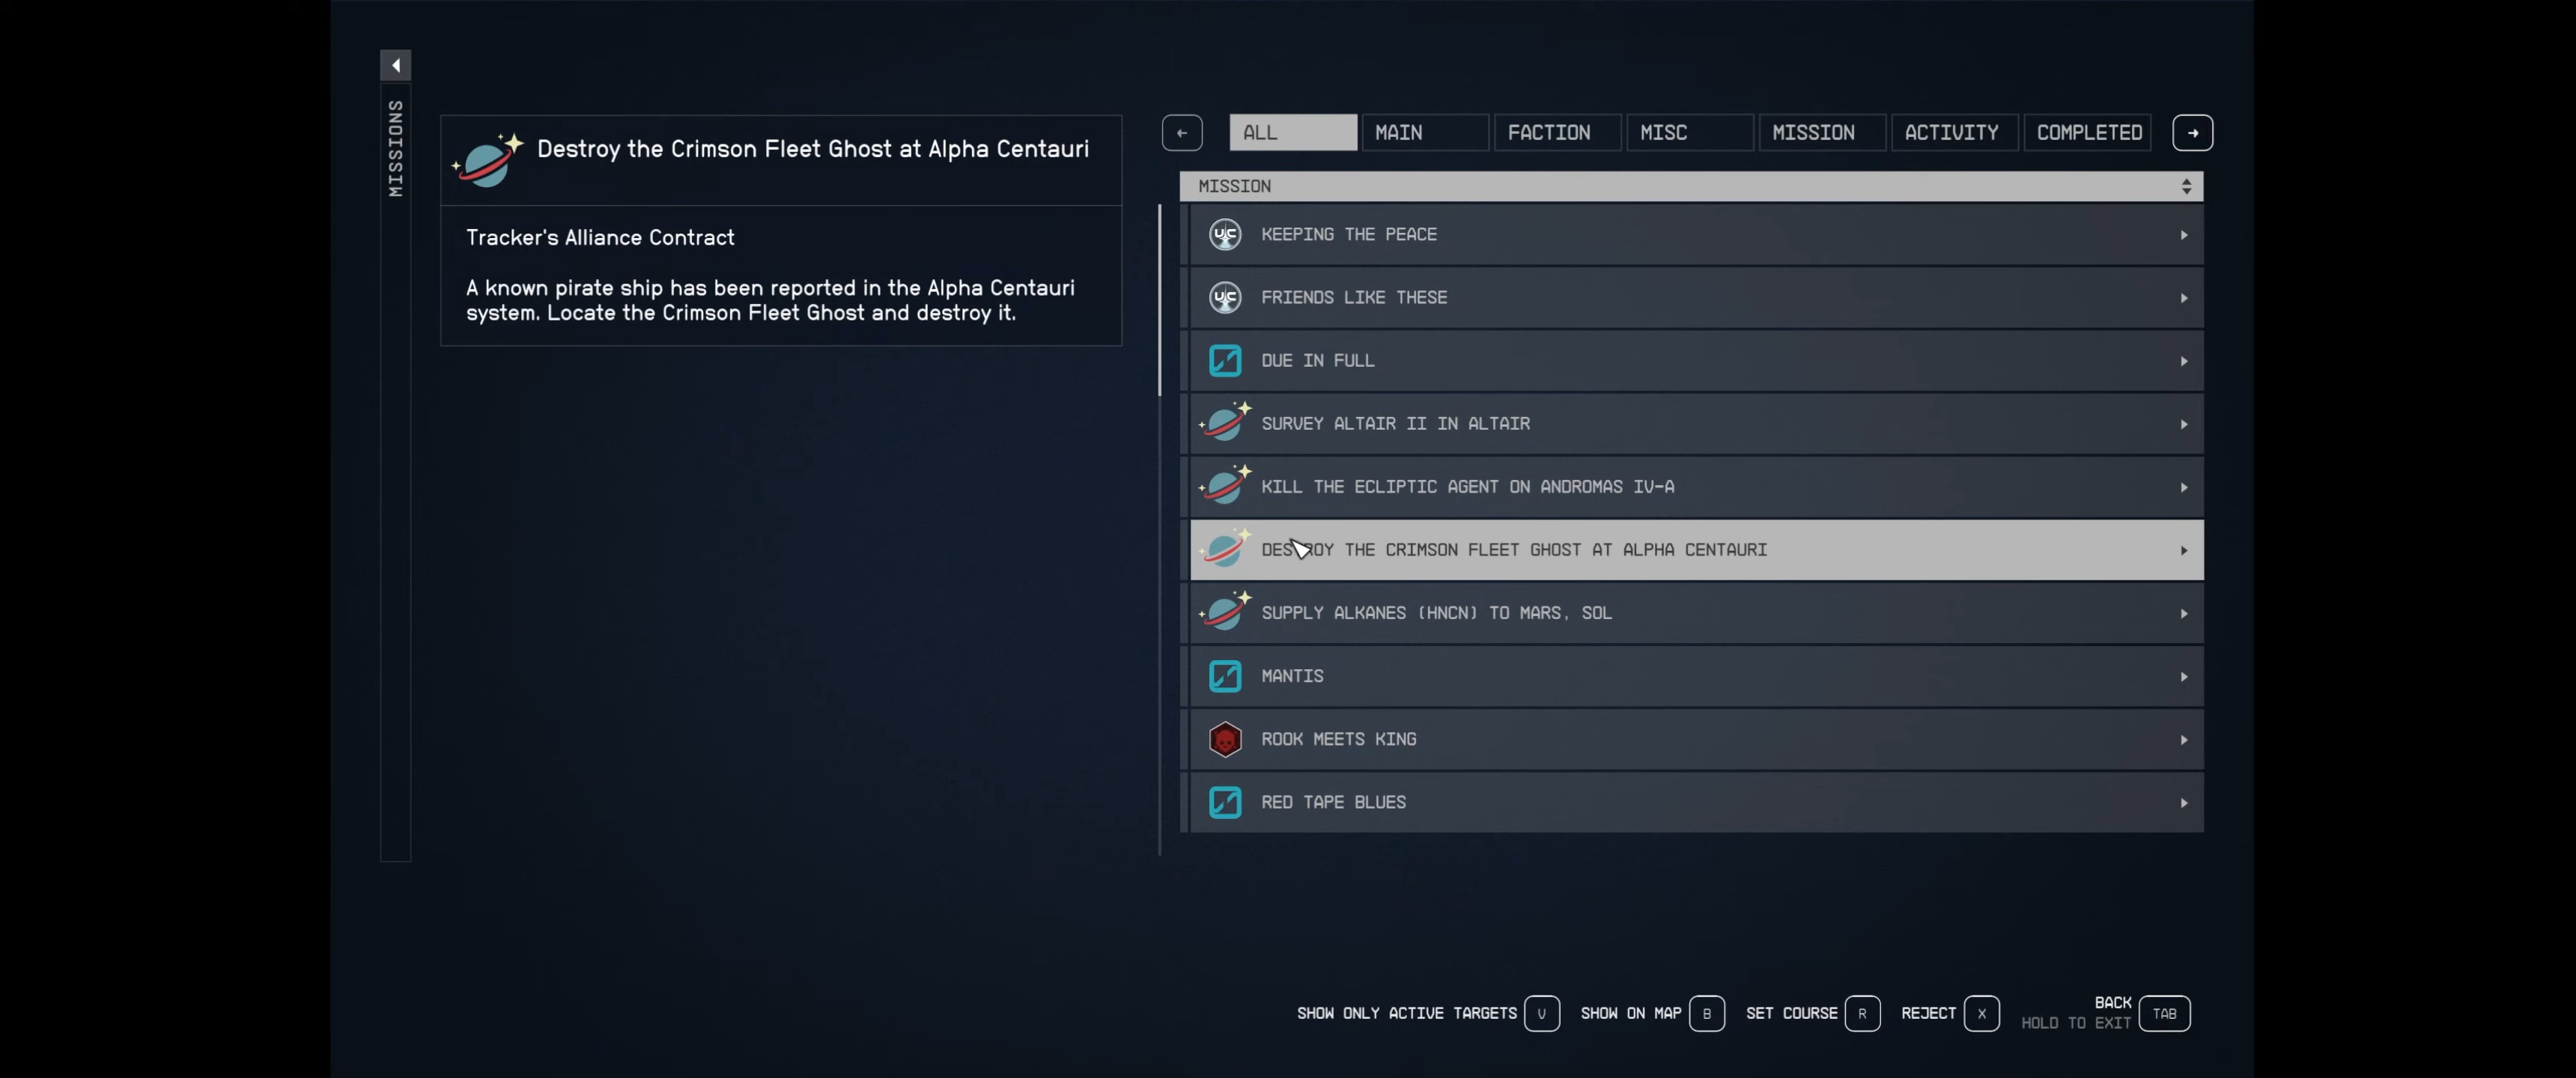 MISSIONS
Destroy the Crimson Fleet Ghost at Alpha Centauri
Tracker's Alliance Contract
A known pirate ship has been reported in the Alpha Centauri
system. Locate the Crimson Fleet Ghost and destroy it.
ALL MAIN FACTION MISC MISSION ACTIVITY COMPLETED
MISSION
UC KEEPING THE PEACE
UC FRIENDS LIKE THESE
DUE IN FULL
SURVEY ALTAIR II IN ALTAIR
KILL THE ECLIPTIC AGENT ON ANDROMAS IV-A
DESTROY THE CRIMSON FLEET GHOST AT ALPHA CENTAURI
SUPPLY ALKANES (HNCN) TO MARS, SOL
MANTIS
ROOK MEETS KING
RED TAPE BLUES
SHOW ONLY ACTIVE TARGETS V SHOW ON MAP B SET COURSE R REJECT X BACK TAB
HOLD TO EXIT